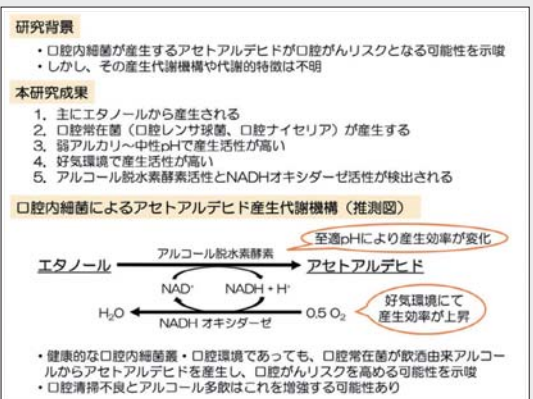 研究背景
・口腔内細菌が産生するアセトアルデヒドが口腔がんリスクとなる可能性を示唆
・しかし、その産生代謝機構や代謝的特徴は不明
本研究成果
1. 主にエタノールから産生される
2. 口腔常在菌（口腔レンサ球菌、口腔ナイセリア）が産生する
3. 弱アルカリ～中性pHで産生活性が高い
4. 好気環境で産生活性が高い
5. アルコール脱水素酵素活性とNADHオキシダーゼ活性が検出される
口腔内細菌によるアセトアルデヒド産生代謝機構（推測図）
至適pHにより産生効率が変化
アルコール脱水素酵素
エタノール
アセトアルデヒド
NAD⁺
NADH + H⁺
好気環境にて
産生効率が上昇
H₂O
0.5 O₂
NADH オキシダーゼ
・健康的な口腔内細菌叢・口腔環境であっても、口腔常在菌が飲酒由来アルコー
ルからアセトアルデヒドを産生し、口腔がんリスクを高める可能性を示唆
・口腔清掃不良とアルコール多飲はこれを増強する可能性あり